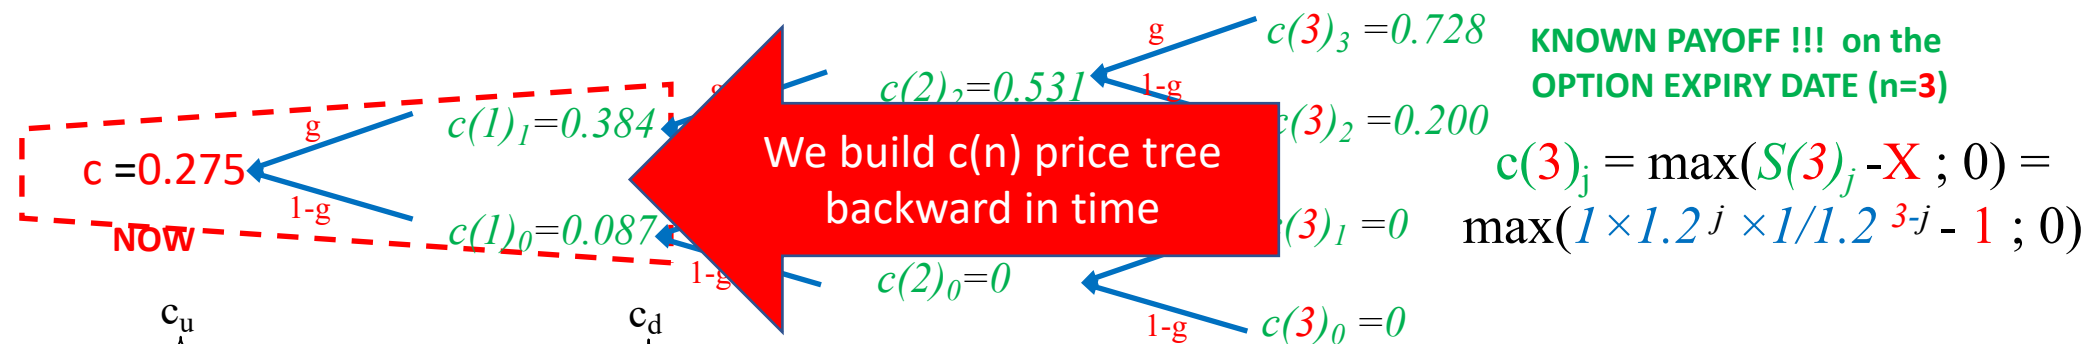 g
c(3)₃ =0.728
KNOWN PAYOFF !!! on the
OPTION EXPIRY DATE (n=3)
c(2)₂=0.531
1-g
g
c(1)₁=0.384
c(3)₂ =0.200
We build c(n) price tree
backward in time
c =0.275
c(3)ⱼ = max(S(3)ⱼ -X ; 0) =
max(1×1.2 ʲ ×1/1.2 ³⁻ʲ - 1 ; 0)
1-g
NOW
c(1)₀=0.087
(3)₁ =0
1-g
c(2)₀=0
cᵤ
c_d
1-g
c(3)₀ =0